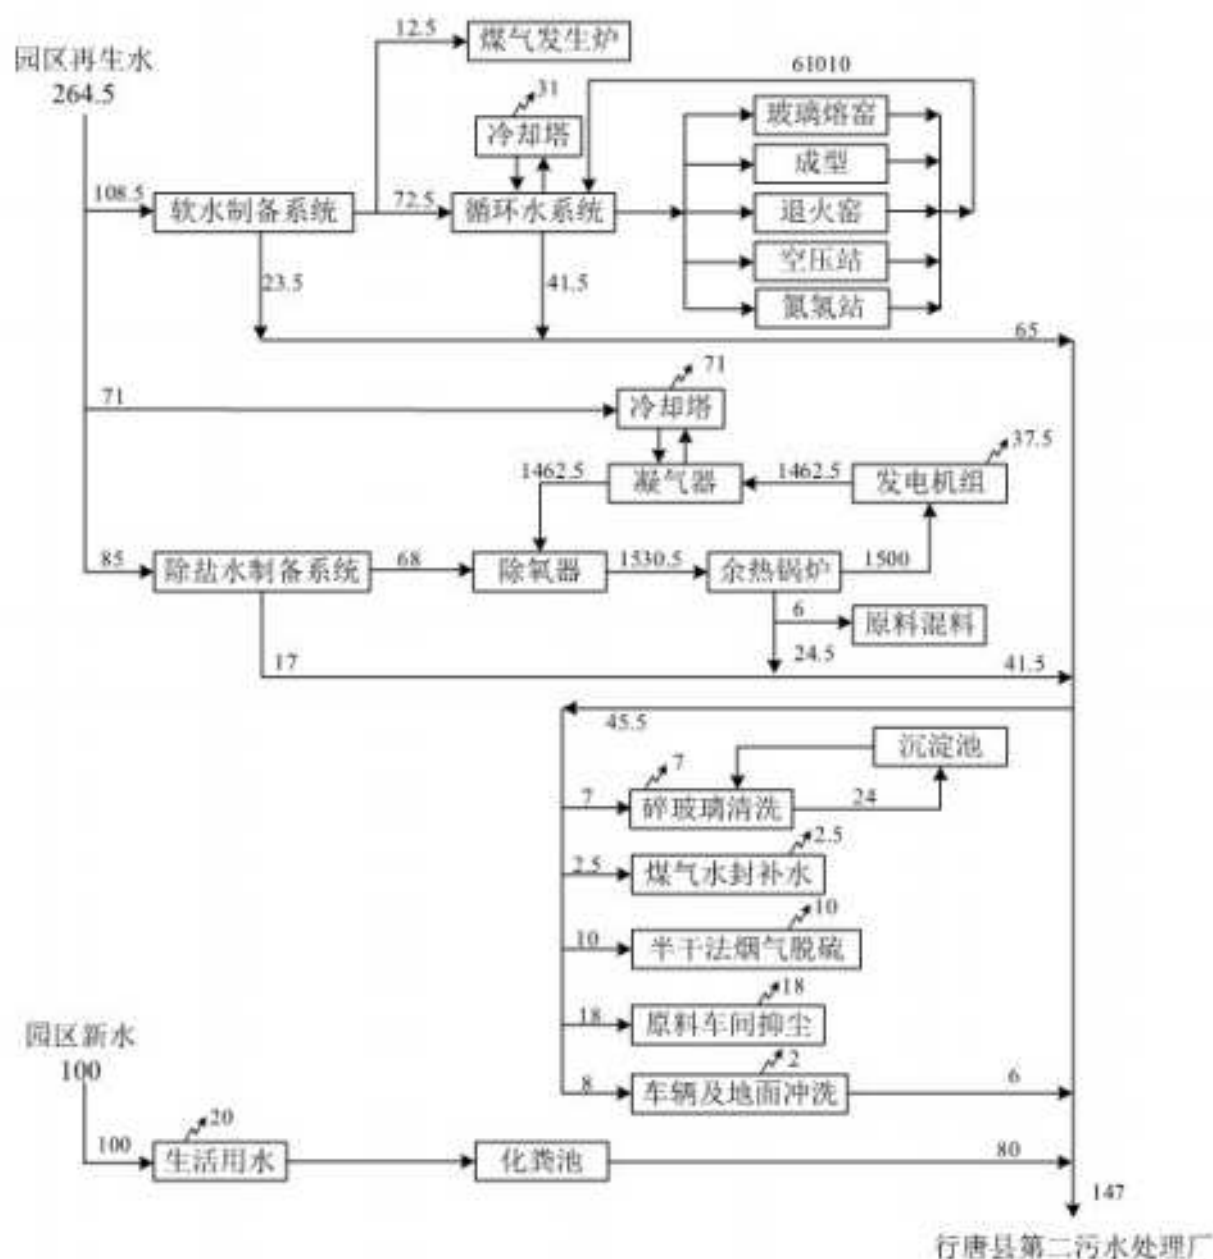 12.5
煤气发生炉
园区再生水
264.5
61010
31
冷却塔
玻璃熔窑
成型
108.5
软水制备系统
72.5
循环水系统
退火窑
空压站
氮氢站
23.5
41.5
65
71
71
冷却塔
37.5
1462.5
凝气器
1462.5
发电机组
85
除盐水制备系统
68
除氧器
1530.5
余热锅炉
1500
6
原料混料
24.5
17
41.5
45.5
沉淀池
7
7
碎玻璃清洗
24
2.5
2.5
煤气水封补水
10
10
半干法烟气脱硫
18
18
原料车间抑尘
园区新水
100
2
8
车辆及地面冲洗
6
20
100
生活用水
化粪池
80
147
行唐县第二污水处理厂